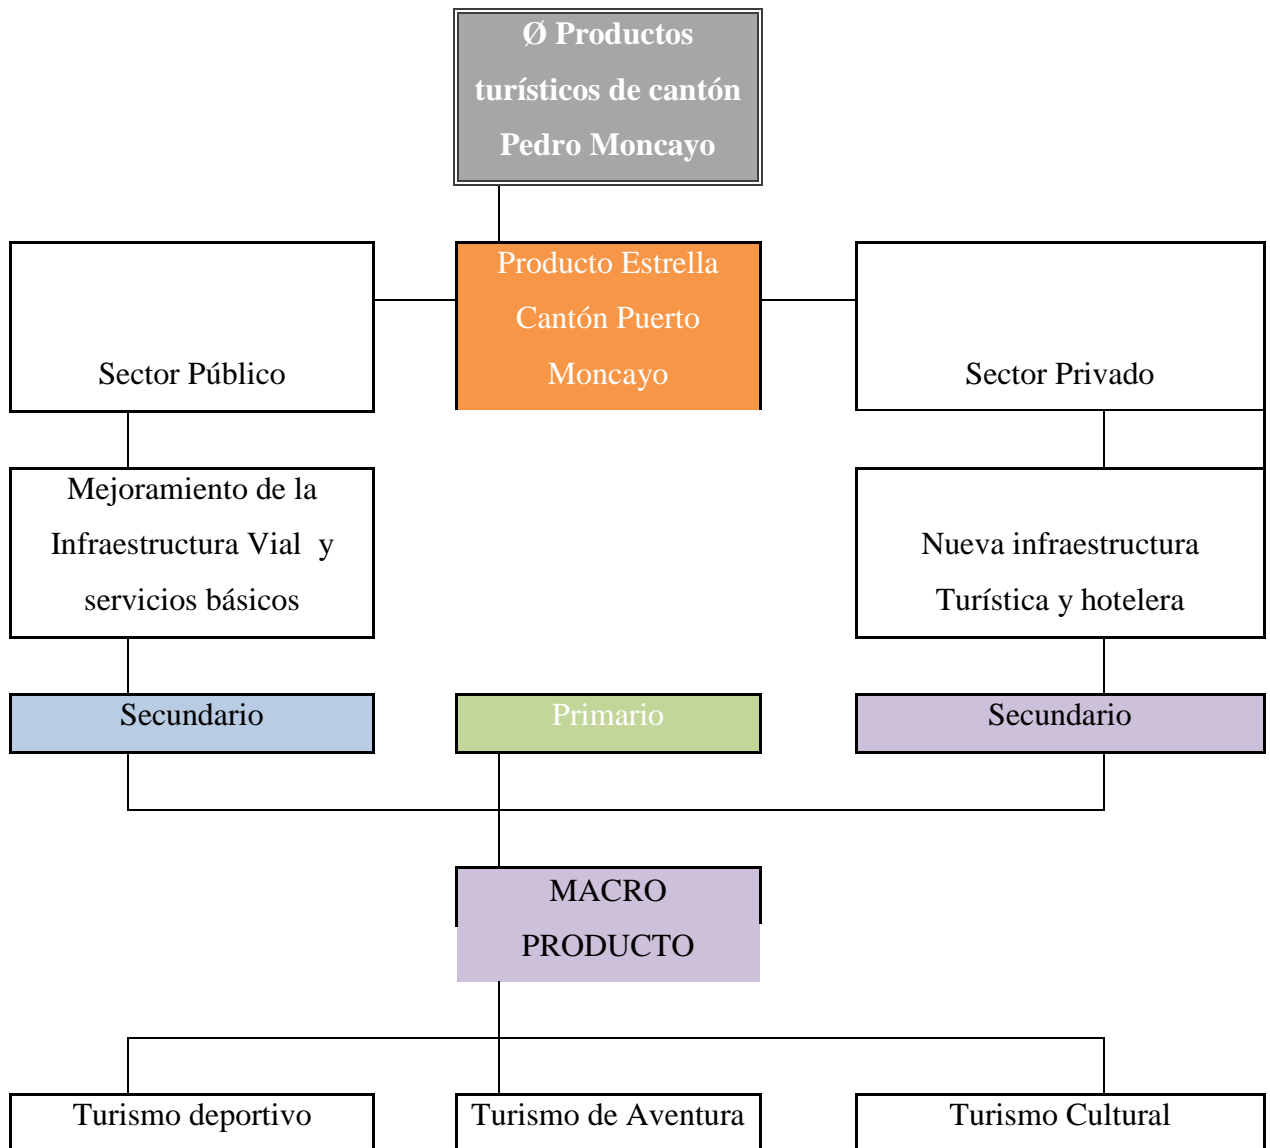 Ø Productos
turísticos de cantón
Pedro Moncayo
Producto Estrella
Cantón Puerto
Moncayo
Sector Público
Sector Privado
Mejoramiento de la
Infraestructura Vial y
servicios básicos
Nueva infraestructura
Turística y hotelera
Secundario
Primario
Secundario
MACRO
PRODUCTO
Turismo deportivo
Turismo de Aventura
Turismo Cultural